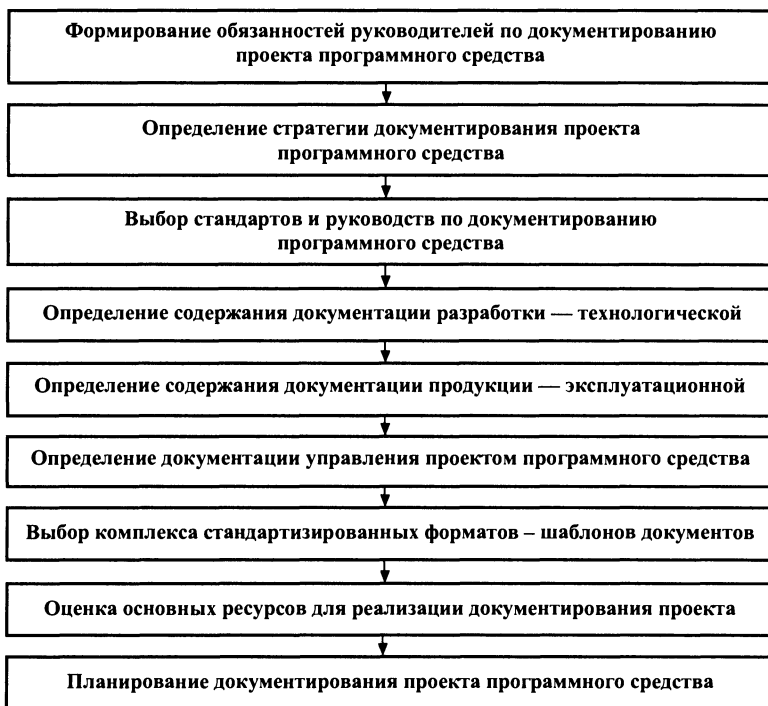 Формирование обязанностей руководителей по документированию
проекта программного средства
Определение стратегии документирования проекта
программного средства
Выбор стандартов и руководств по документированию
программного средства
Определение содержания документации разработки — технологической
Определение содержания документации продукции — эксплуатационной
Определение документации управления проектом программного средства
Выбор комплекса стандартизированных форматов – шаблонов документов
Оценка основных ресурсов для реализации документирования проекта
Планирование документирования проекта программного средства